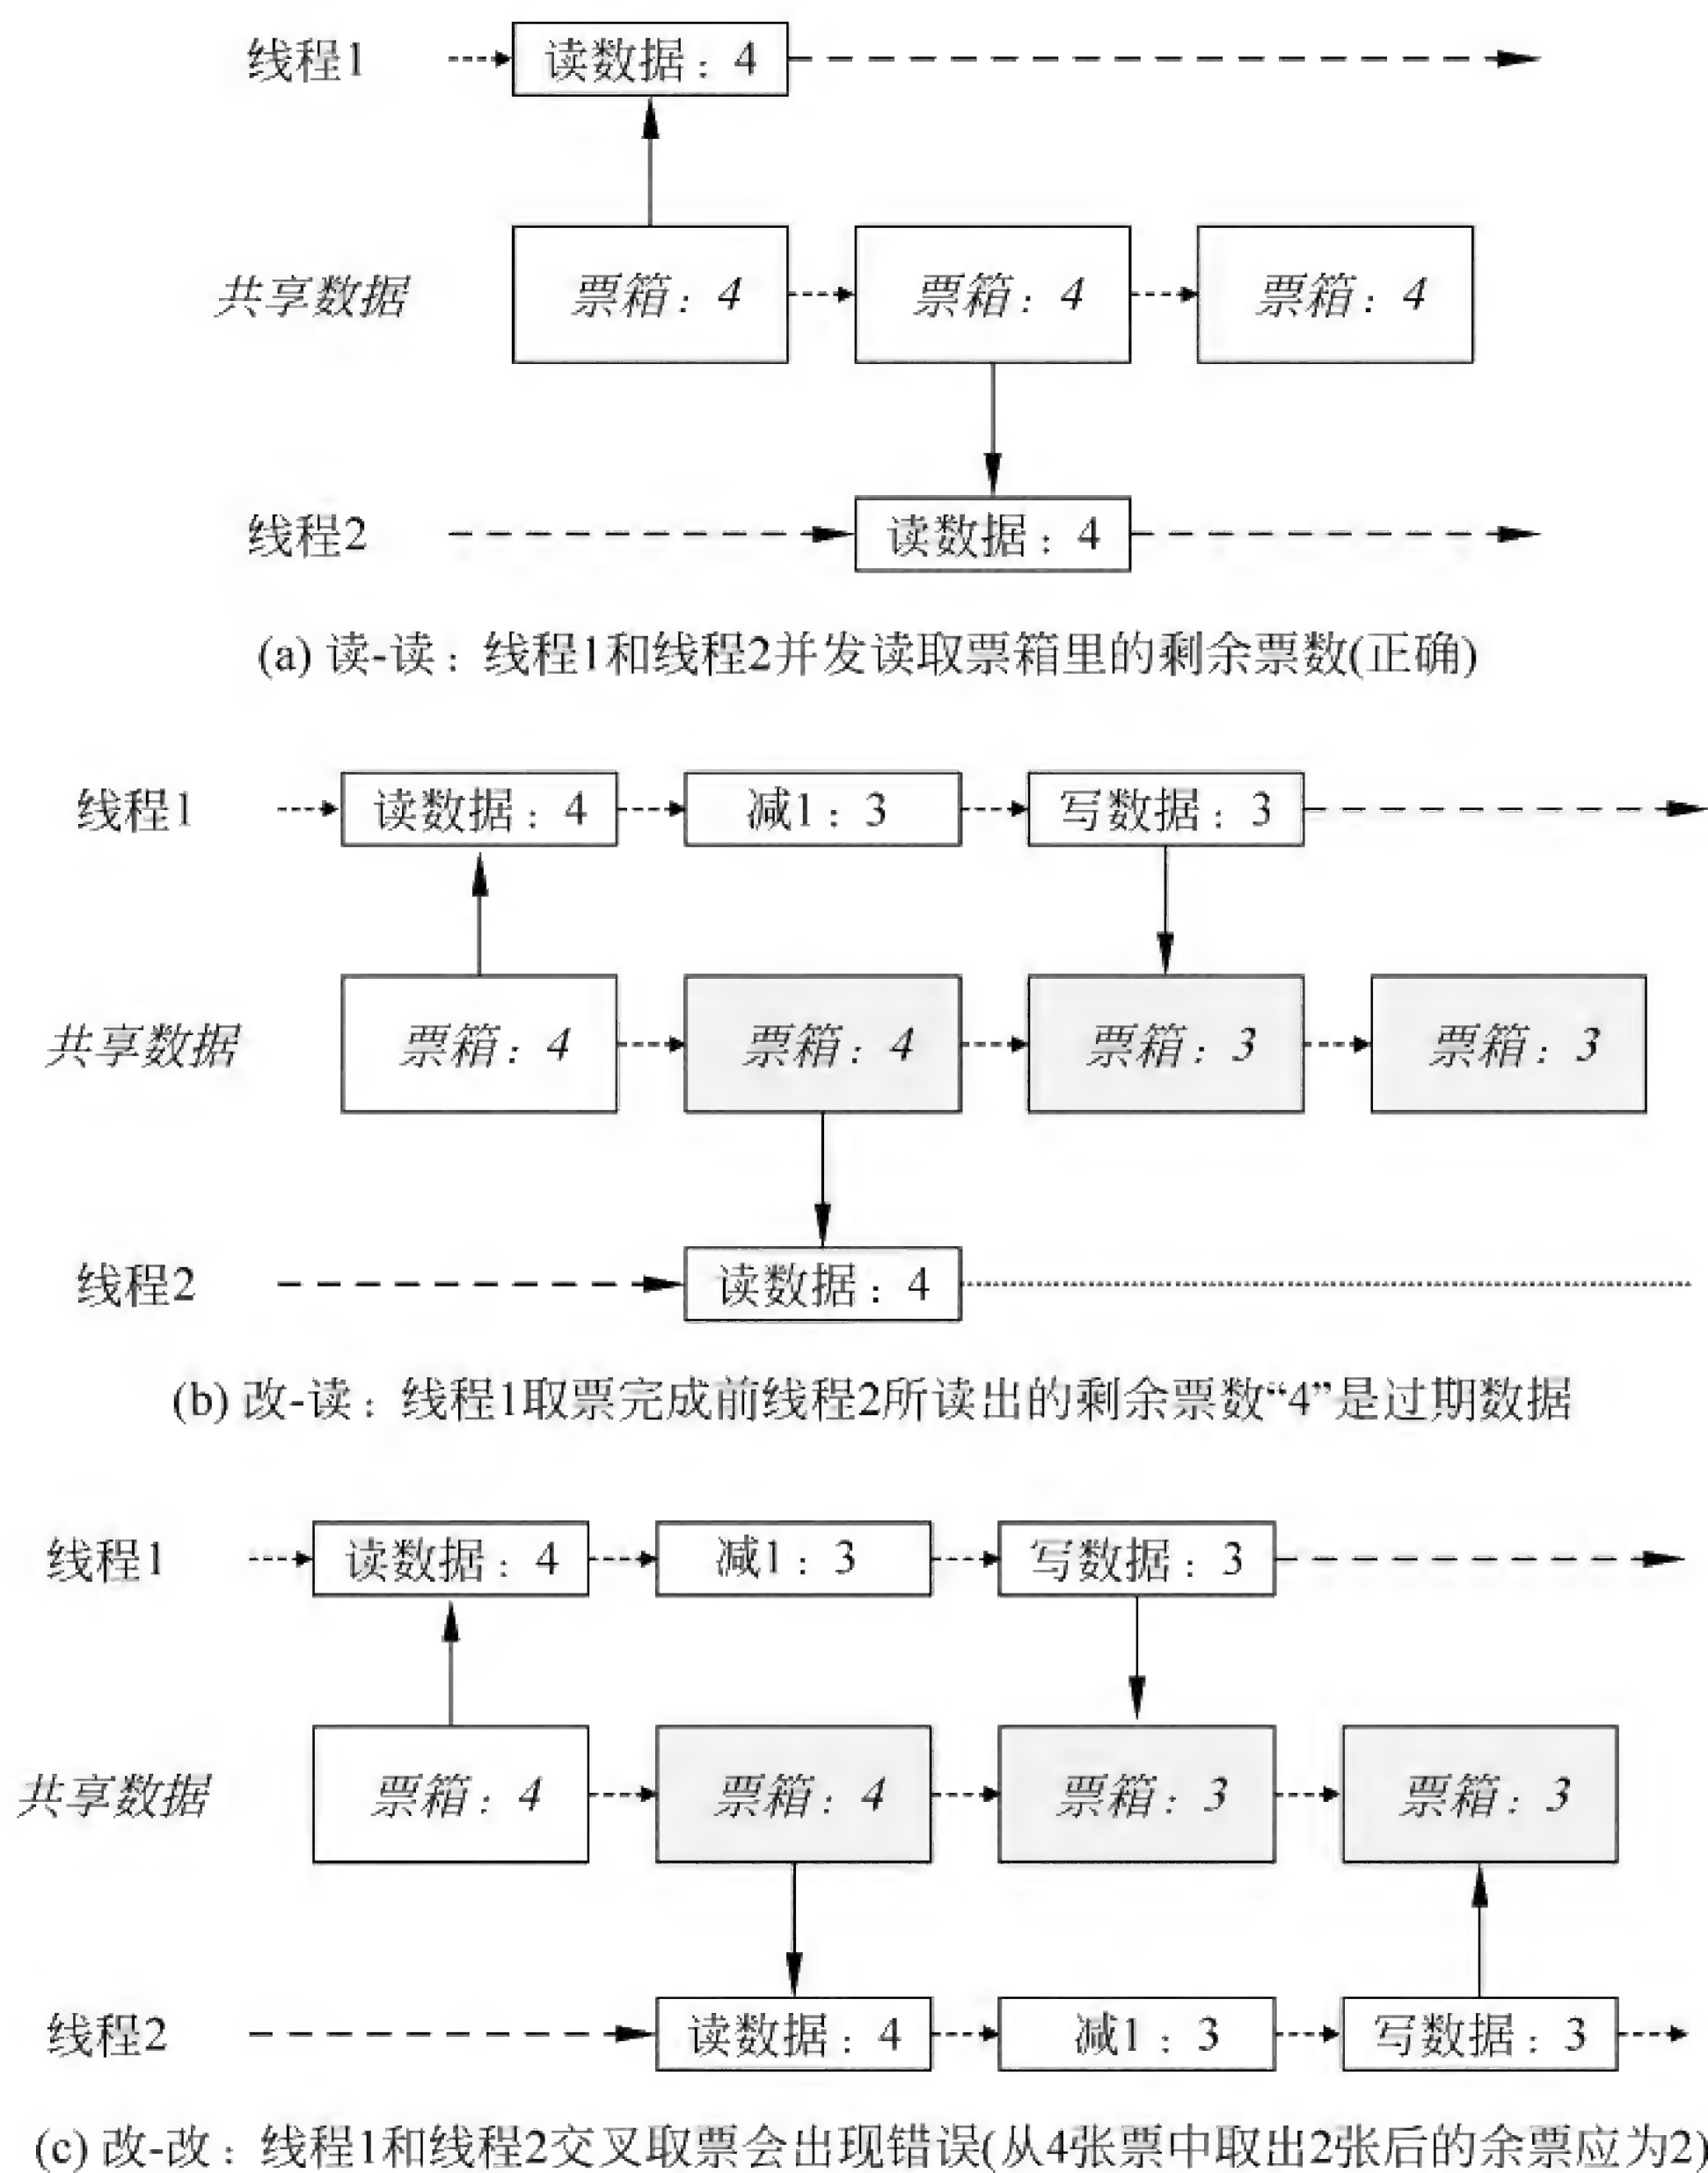 线程1 读数据：4
共享数据 票箱：4 票箱：4 票箱：4
线程2 读数据：4
(a) 读-读：线程1和线程2并发读取票箱里的剩余票数(正确)
线程1 读数据：4 减1：3 写数据：3
共享数据 票箱：4 票箱：4 票箱：3 票箱：3
线程2 读数据：4
(b) 改-读：线程1取票完成前线程2所读出的剩余票数“4”是过期数据
线程1 读数据：4 减1：3 写数据：3
共享数据 票箱：4 票箱：4 票箱：3 票箱：3
线程2 读数据：4 减1：3 写数据：3
(c) 改-改：线程1和线程2交叉取票会出现错误(从4张票中取出2张后的余票应为2)